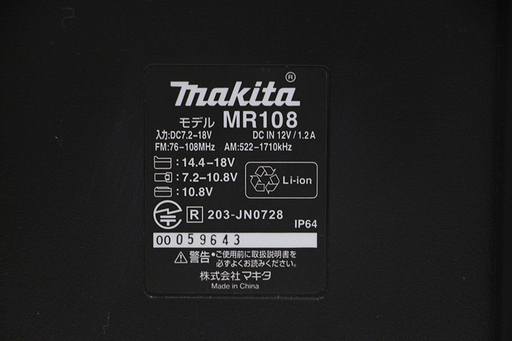 makita®
モデル MR108
入力:DC7.2-18V DC IN 12V / 1.2A
FM:76-108MHz AM:522-1710kHz
: 14.4-18V
: 7.2-10.8V
: 10.8V
Li-ion
R 203-JN0728
IP64
00 059643
警告 •ご使用前に取扱説明書を
必ずよくお読みください。
株式会社 マキタ
Made in China